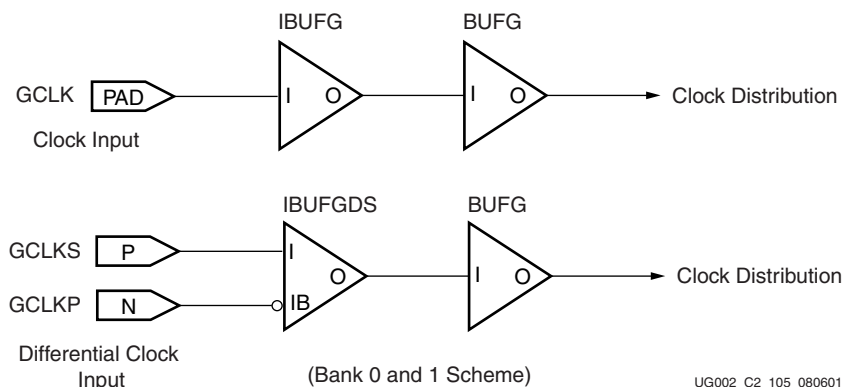 IBUFG
BUFG
GCLK
PAD
I
O
I
O
Clock Distribution
Clock Input
IBUFGDS
BUFG
GCLKS
P
I
O
I
O
Clock Distribution
GCLKP
N
IB
Differential Clock
Input
(Bank 0 and 1 Scheme)
UG002_C2_105_080601